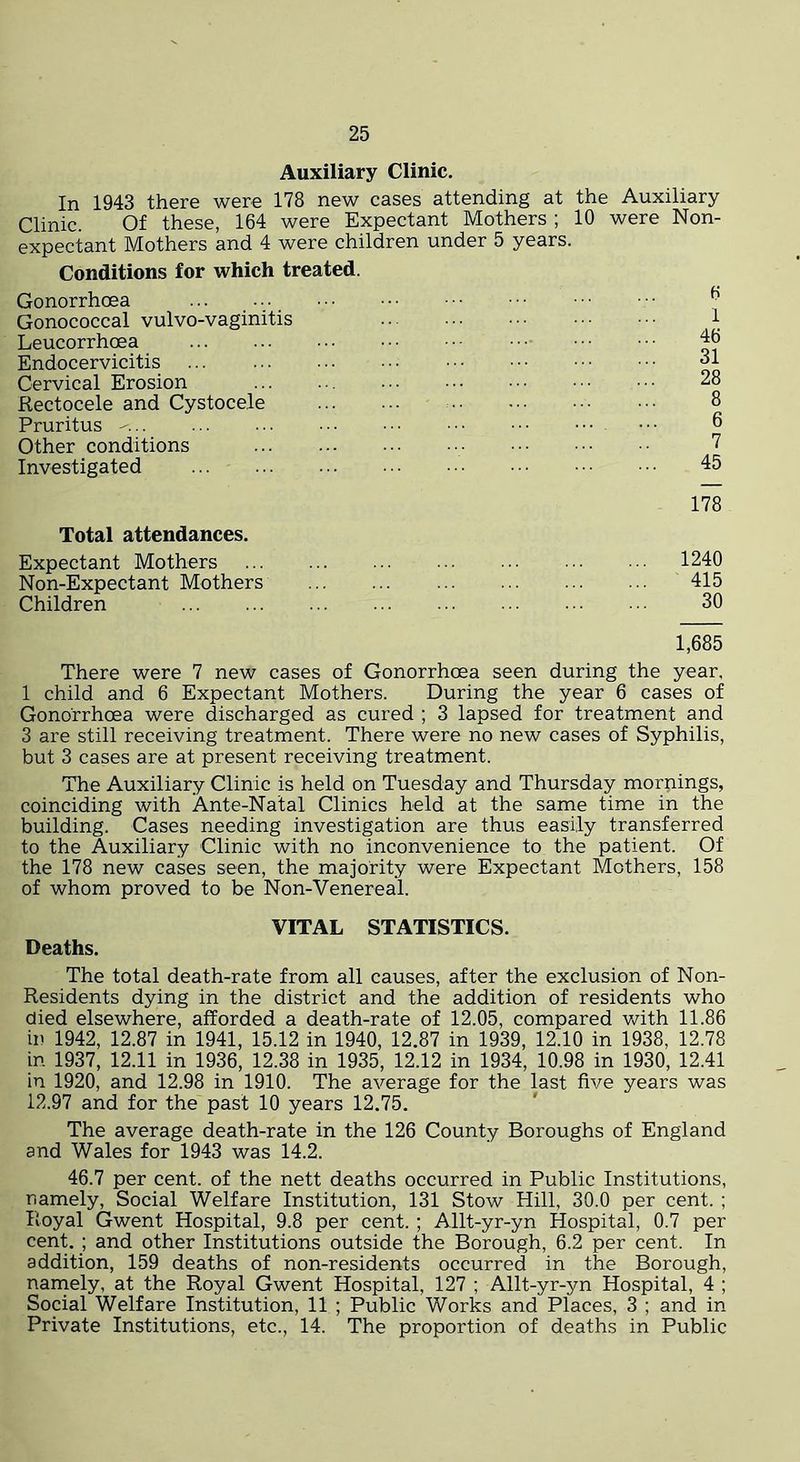 25
Auxiliary Clinic.
In 1943 there were 178 new cases attending at the Auxiliary
Clinic. Of these, 164 were Expectant Mothers ; 10 were Non-
expectant Mothers and 4 were children under 5 years.
Conditions for which treated.
Gonorrhœa ... ... ... ... ... ... ... ... 6
Gonococcal vulvo-vaginitis ... ... ... ... ... 1
Leucorrhœa ... ... ... ... ... ... ... ... 46
Endocervicitis ... ... ... ... ... ... ... ... 31
Cervical Erosion ... ... ... ... ... ... ... 28
Rectocele and Cystocele ... ... ... ... ... ... 8
Pruritus ... ... ... ... ... ... ... ... ... 6
Other conditions ... ... ... ... ... ... .. 7
Investigated ... ... ... ... ... ... ... ... 45
178
Total attendances.
Expectant Mothers ... ... ... ... ... ... ... 1240
Non-Expectant Mothers ... ... ... ... ... ... 415
Children ... ... ... ... ... ... ... ... 30
1,685
There were 7 new cases of Gonorrhœa seen during the year,
1 child and 6 Expectant Mothers. During the year 6 cases of
Gonorrhœa were discharged as cured ; 3 lapsed for treatment and
3 are still receiving treatment. There were no new cases of Syphilis,
but 3 cases are at present receiving treatment.
The Auxiliary Clinic is held on Tuesday and Thursday mornings,
coinciding with Ante-Natal Clinics held at the same time in the
building. Cases needing investigation are thus easily transferred
to the Auxiliary Clinic with no inconvenience to the patient. Of
the 178 new cases seen, the majority were Expectant Mothers, 158
of whom proved to be Non-Venereal.
VITAL STATISTICS.
Deaths.
The total death-rate from all causes, after the exclusion of Non-
Residents dying in the district and the addition of residents who
died elsewhere, afforded a death-rate of 12.05, compared with 11.86
in 1942, 12.87 in 1941, 15.12 in 1940, 12.87 in 1939, 12.10 in 1938, 12.78
in 1937, 12.11 in 1936, 12.38 in 1935, 12.12 in 1934, 10.98 in 1930, 12.41
in 1920, and 12.98 in 1910. The average for the last five years was
12.97 and for the past 10 years 12.75.
The average death-rate in the 126 County Boroughs of England
and Wales for 1943 was 14.2.
46.7 per cent. of the nett deaths occurred in Public Institutions,
namely, Social Welfare Institution, 131 Stow Hill, 30.0 per cent. ;
Royal Gwent Hospital, 9.8 per cent. ; Allt-yr-yn Hospital, 0.7 per
cent. ; and other Institutions outside the Borough, 6.2 per cent. In
addition, 159 deaths of non-residents occurred in the Borough,
namely, at the Royal Gwent Hospital, 127 ; Allt-yr-yn Hospital, 4 ;
Social Welfare Institution, 11 ; Public Works and Places, 3 ; and in
Private Institutions, etc., 14. The proportion of deaths in Public